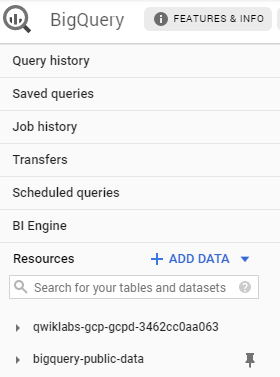 BigQuery
FEATURES & INFO
Query history
Saved queries
Job history
Transfers
Scheduled queries
BI Engine
Resources
ADD DATA
Search for your tables and datasets
qwiklabs-gcp-gcpd-3462cc0aa063
bigquery-public-data